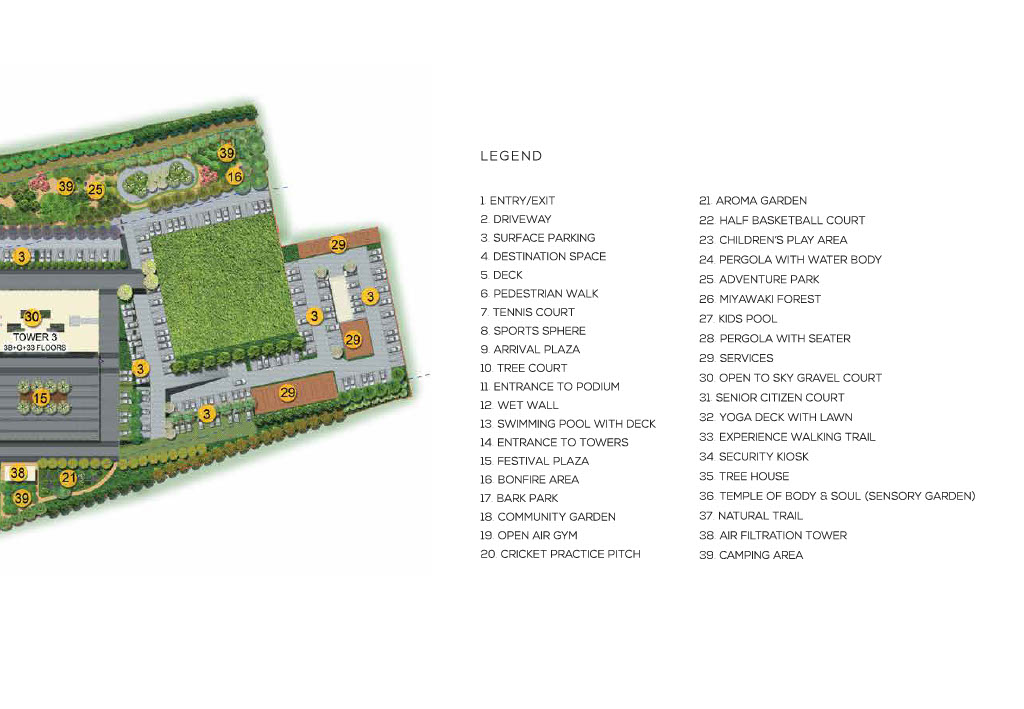 39
16
39
25
3
29
30
TOWER 3
3B+G+33 FLOORS
3
3
29
3
15
29
3
38
21
39
LEGEND
1. ENTRY/EXIT
2. DRIVEWAY
3. SURFACE PARKING
4. DESTINATION SPACE
5. DECK
6. PEDESTRIAN WALK
7. TENNIS COURT
8. SPORTS SPHERE
9. ARRIVAL PLAZA
10. TREE COURT
11. ENTRANCE TO PODIUM
12. WET WALL
13. SWIMMING POOL WITH DECK
14. ENTRANCE TO TOWERS
15. FESTIVAL PLAZA
16. BONFIRE AREA
17. BARK PARK
18. COMMUNITY GARDEN
19. OPEN AIR GYM
20. CRICKET PRACTICE PITCH
21. AROMA GARDEN
22. HALF BASKETBALL COURT
23. CHILDREN'S PLAY AREA
24. PERGOLA WITH WATER BODY
25. ADVENTURE PARK
26. MIYAWAKI FOREST
27. KIDS POOL
28. PERGOLA WITH SEATER
29. SERVICES
30. OPEN TO SKY GRAVEL COURT
31. SENIOR CITIZEN COURT
32. YOGA DECK WITH LAWN
33. EXPERIENCE WALKING TRAIL
34. SECURITY KIOSK
35. TREE HOUSE
36. TEMPLE OF BODY & SOUL (SENSORY GARDEN)
37. NATURAL TRAIL
38. AIR FILTRATION TOWER
39. CAMPING AREA